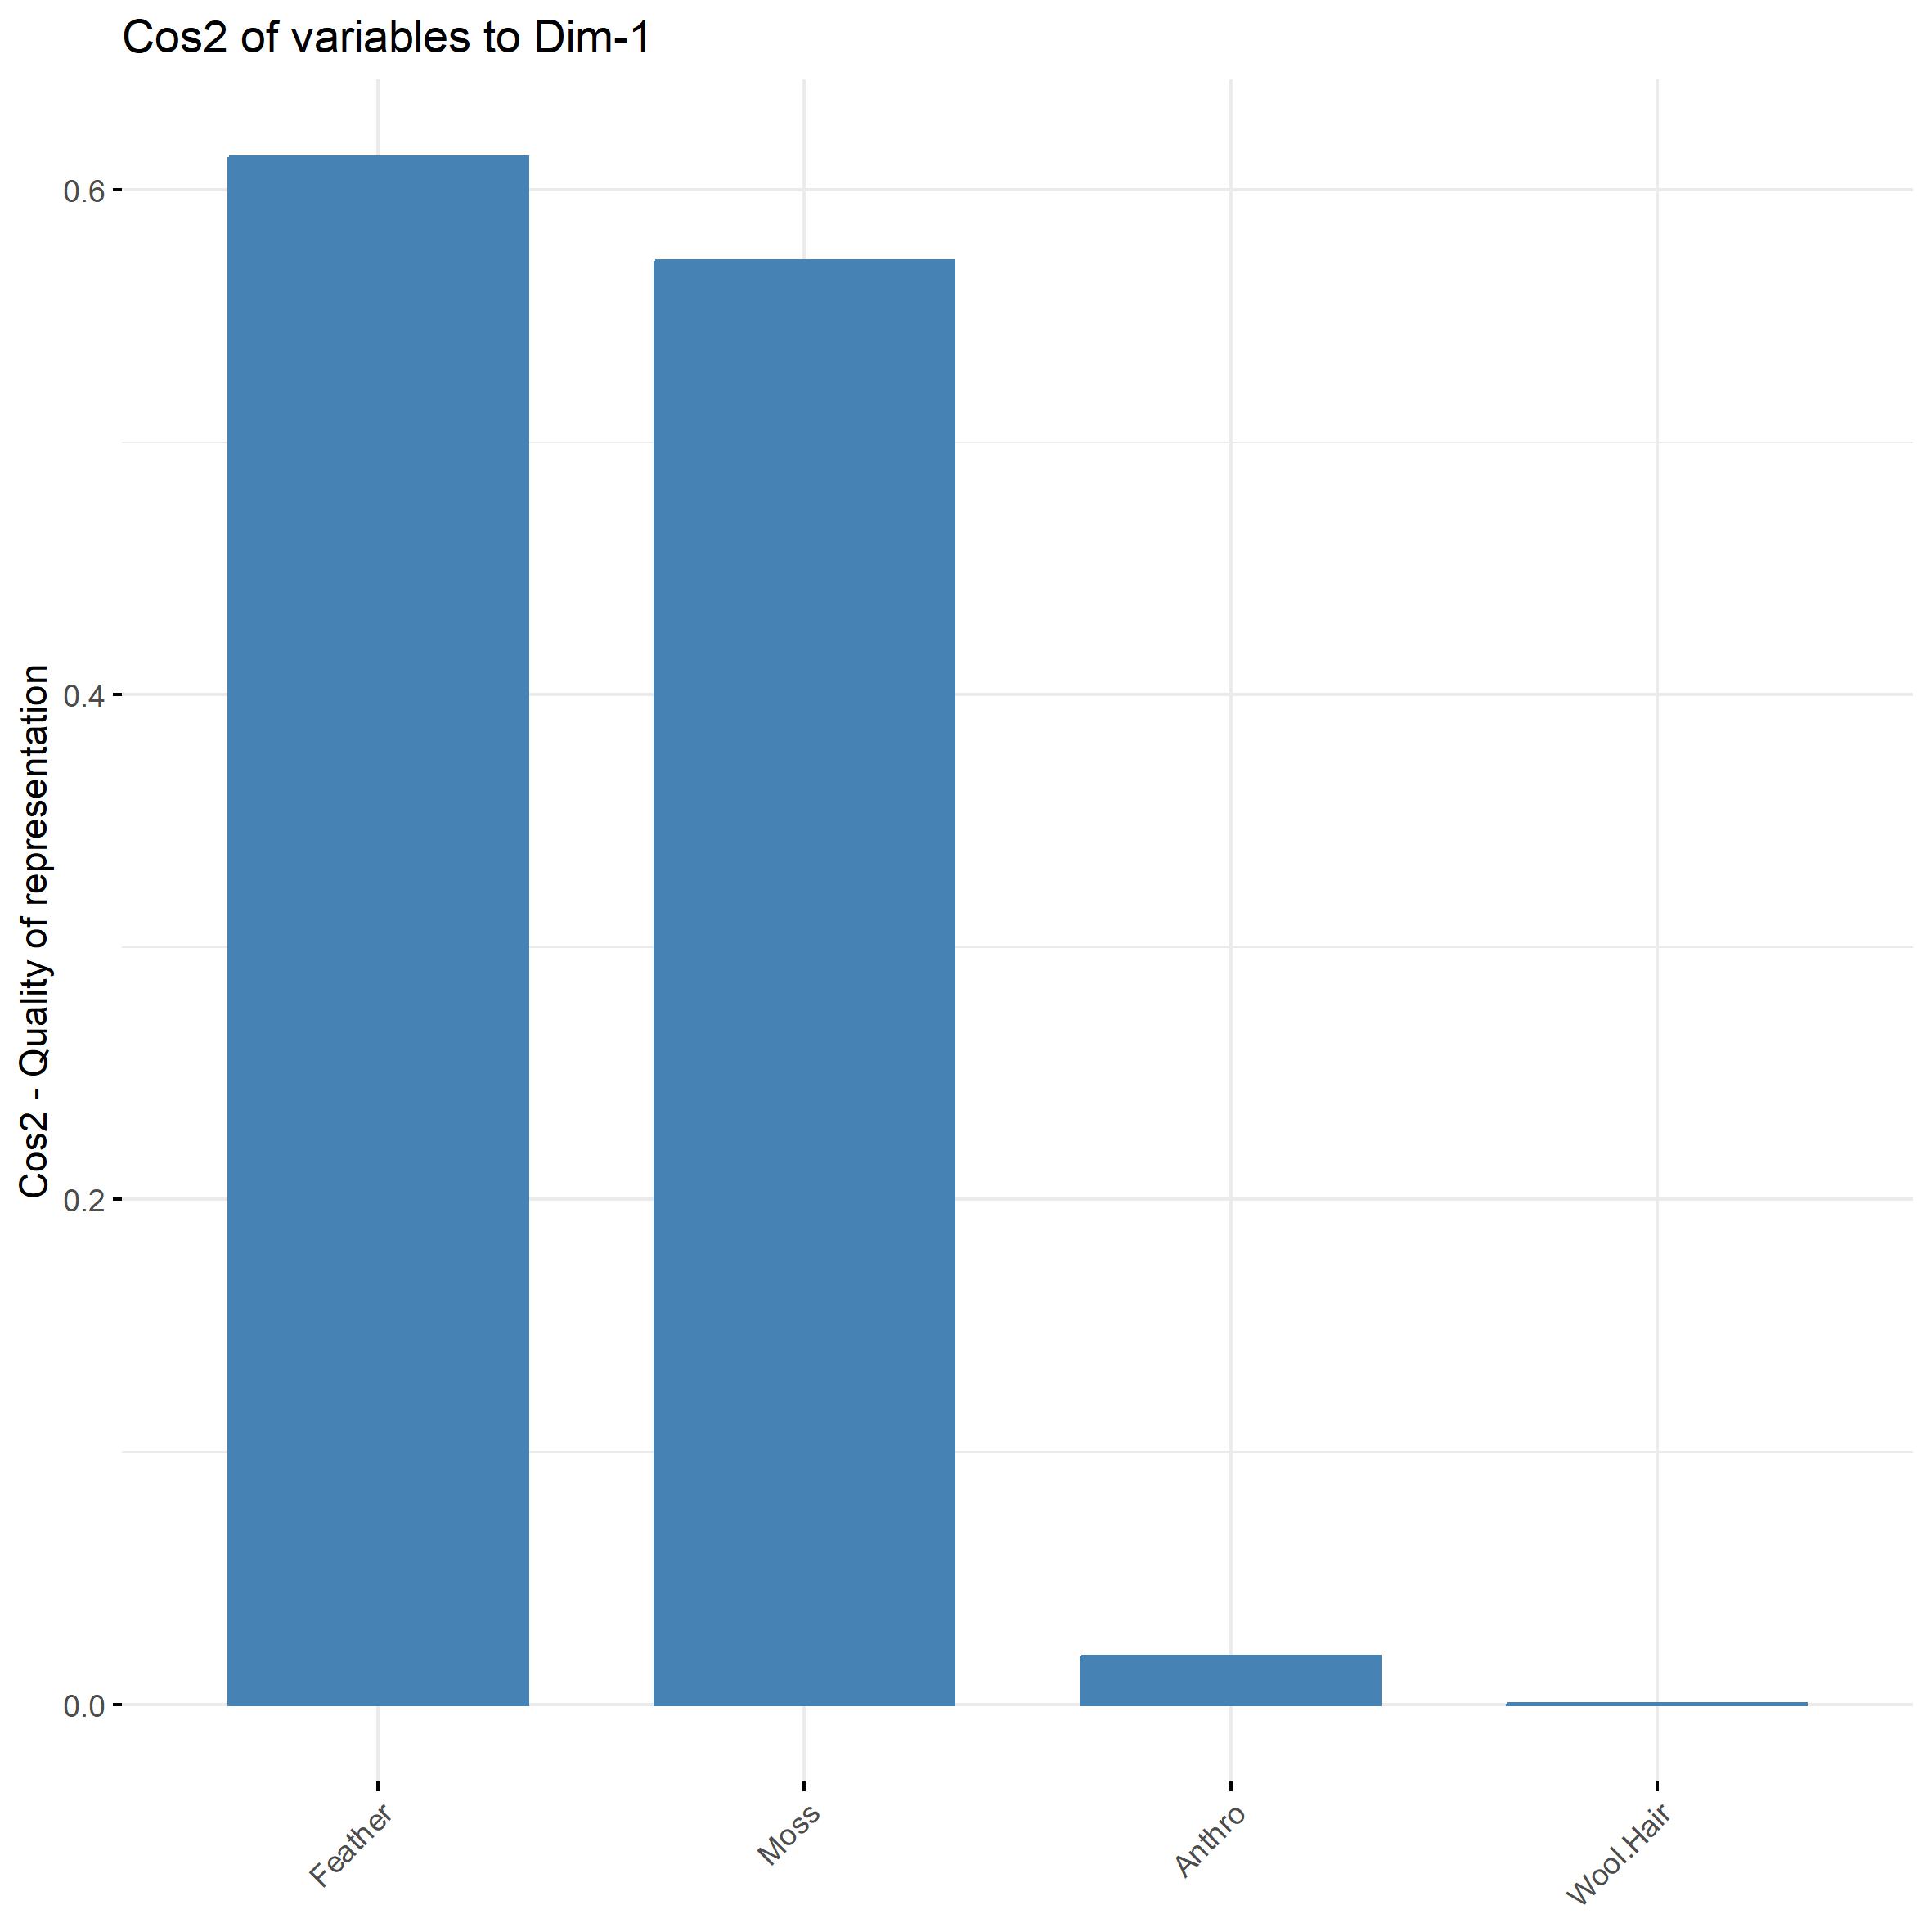 Cos2 of variables to Dim-1
Cos2 - Quality of representation
0.6
0.4
0.2
0.0
Feather
Moss
Anthro
Wool.Hair